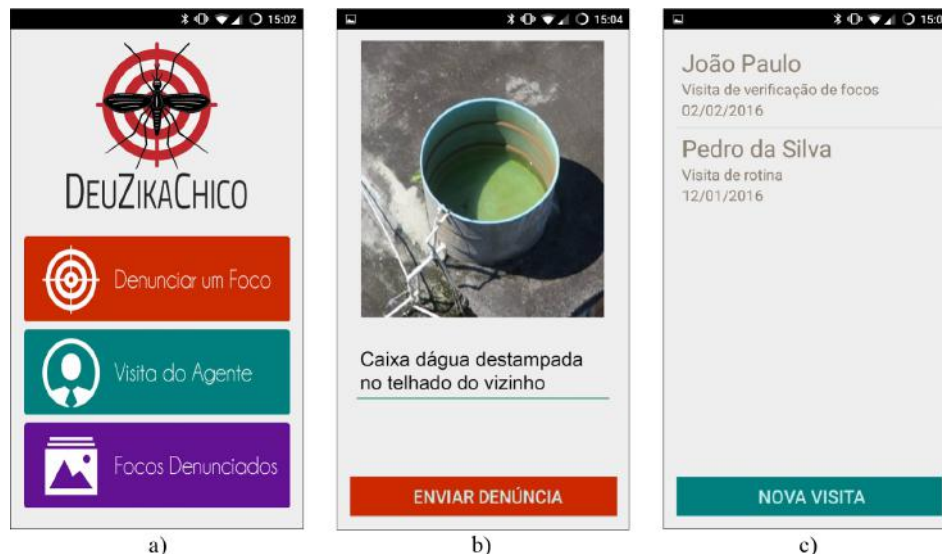 15:02
DEUZIKACHICO
Denunciar um Foco
Visita do Agente
Focos Denunciados
a)
15:04
Caixa dágua destampada
no telhado do vizinho
ENVIAR DENÚNCIA
b)
João Paulo
Visita de verificação de focos
02/02/2016
Pedro da Silva
Visita de rotina
12/01/2016
NOVA VISITA
c)